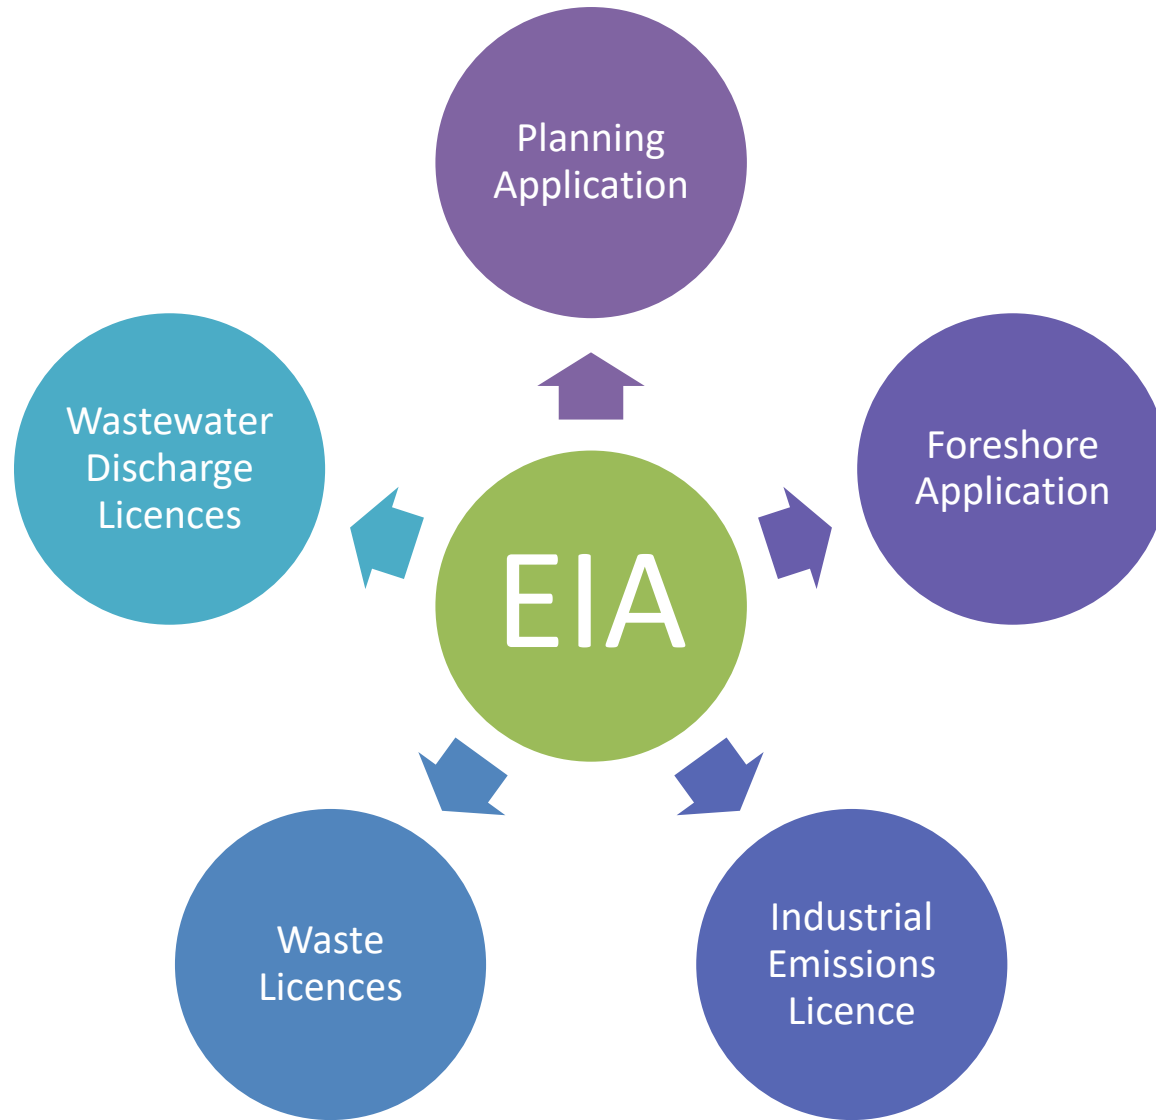 Planning
Application
Foreshore
Application
Industrial
Emissions
Licence
Waste
Licences
Wastewater
Discharge
Licences
EIA